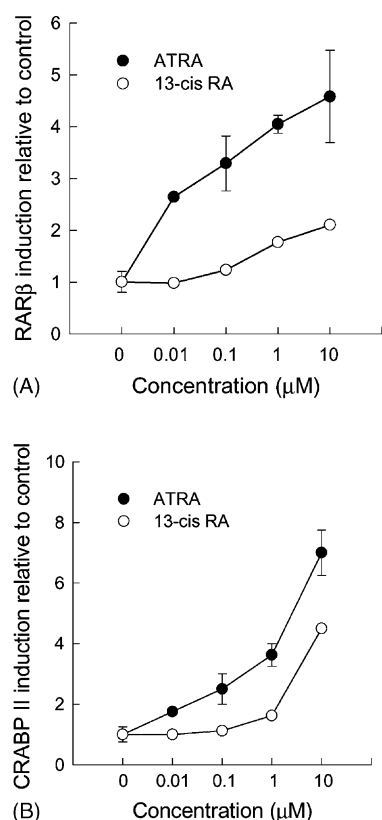 6
5
4
3
2
1
0
RARβ induction relative to control
ATRA
13-cis RA
0 0.01 0.1 1 10
(A) Concentration (μM)
10
8
6
4
2
0
CRABP II induction relative to control
ATRA
13-cis RA
0 0.01 0.1 1 10
(B) Concentration (μM)